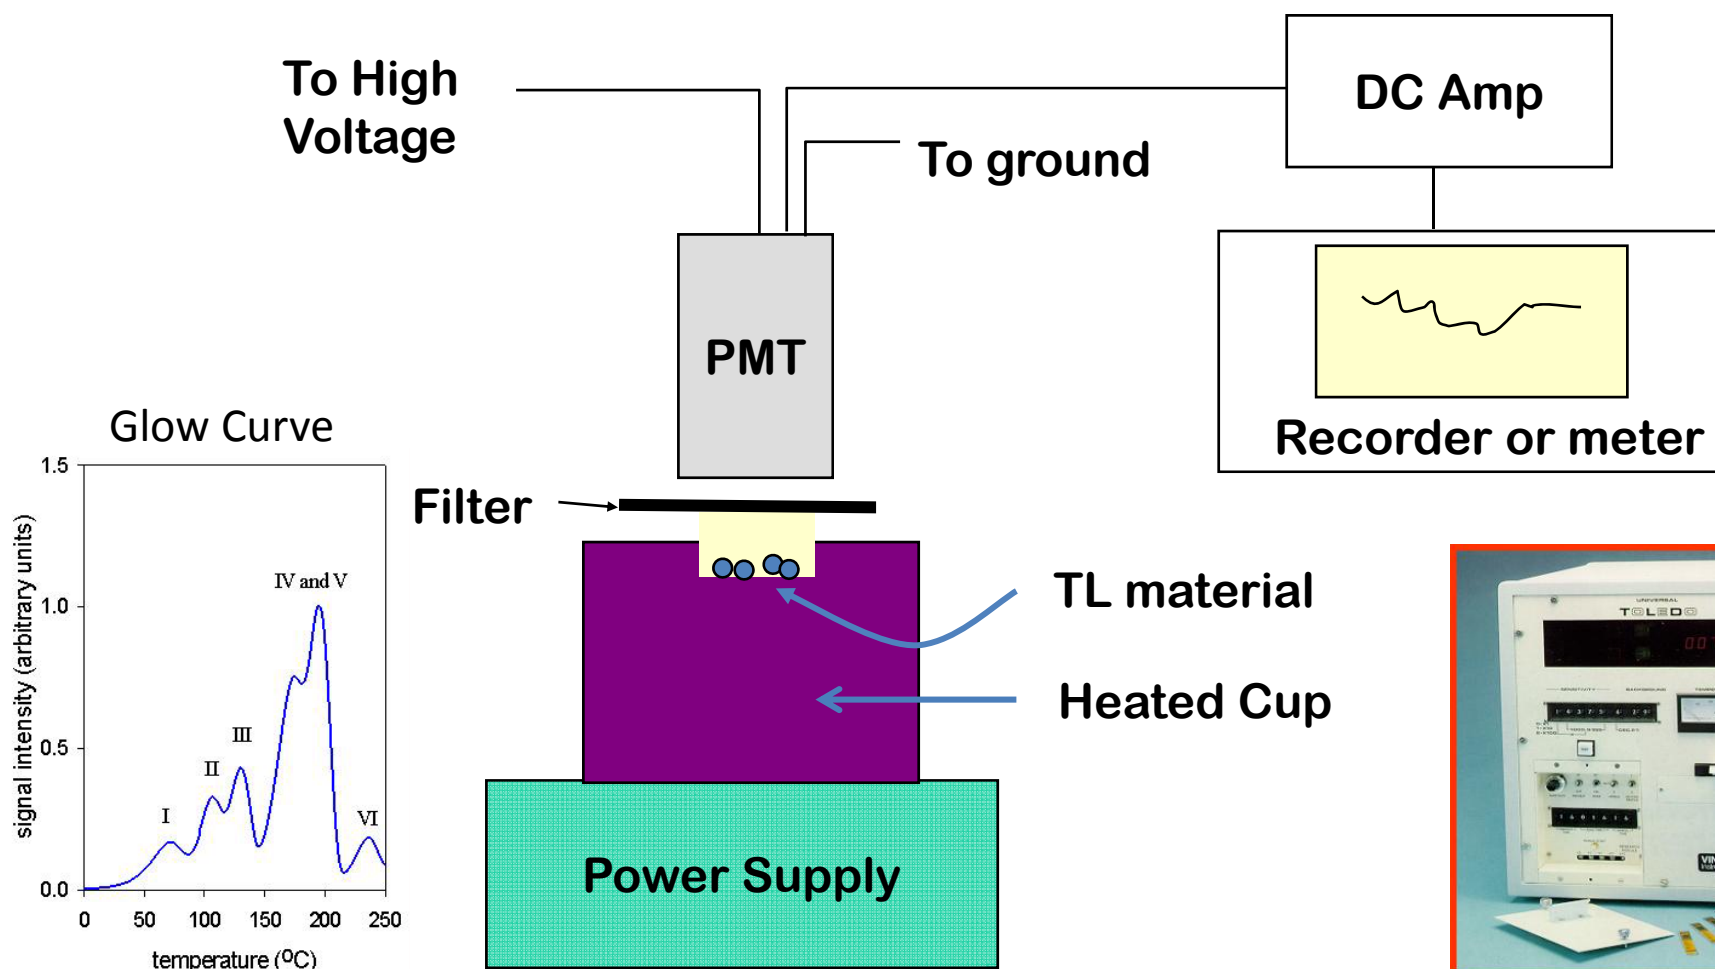 To High
Voltage
DC Amp
To ground
PMT
Recorder or meter
Glow Curve
1.5
1.0
0.5
0.0
signal intensity (arbitrary units)
I
II
III
IV and V
VI
0
50
100
150
200
250
temperature (⁰C)
Filter
TL material
Heated Cup
Power Supply
UNIVERSAL
TOLEDO